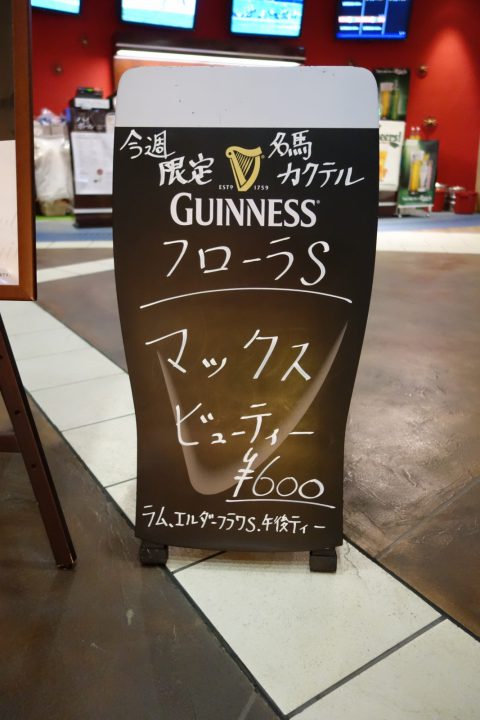 今週 名馬
限定 カクテル
ESTD 1759
GUINNESS
フローラS
マックス
ビューティー
¥600
ラム、エルダーフラワS、午後ティー